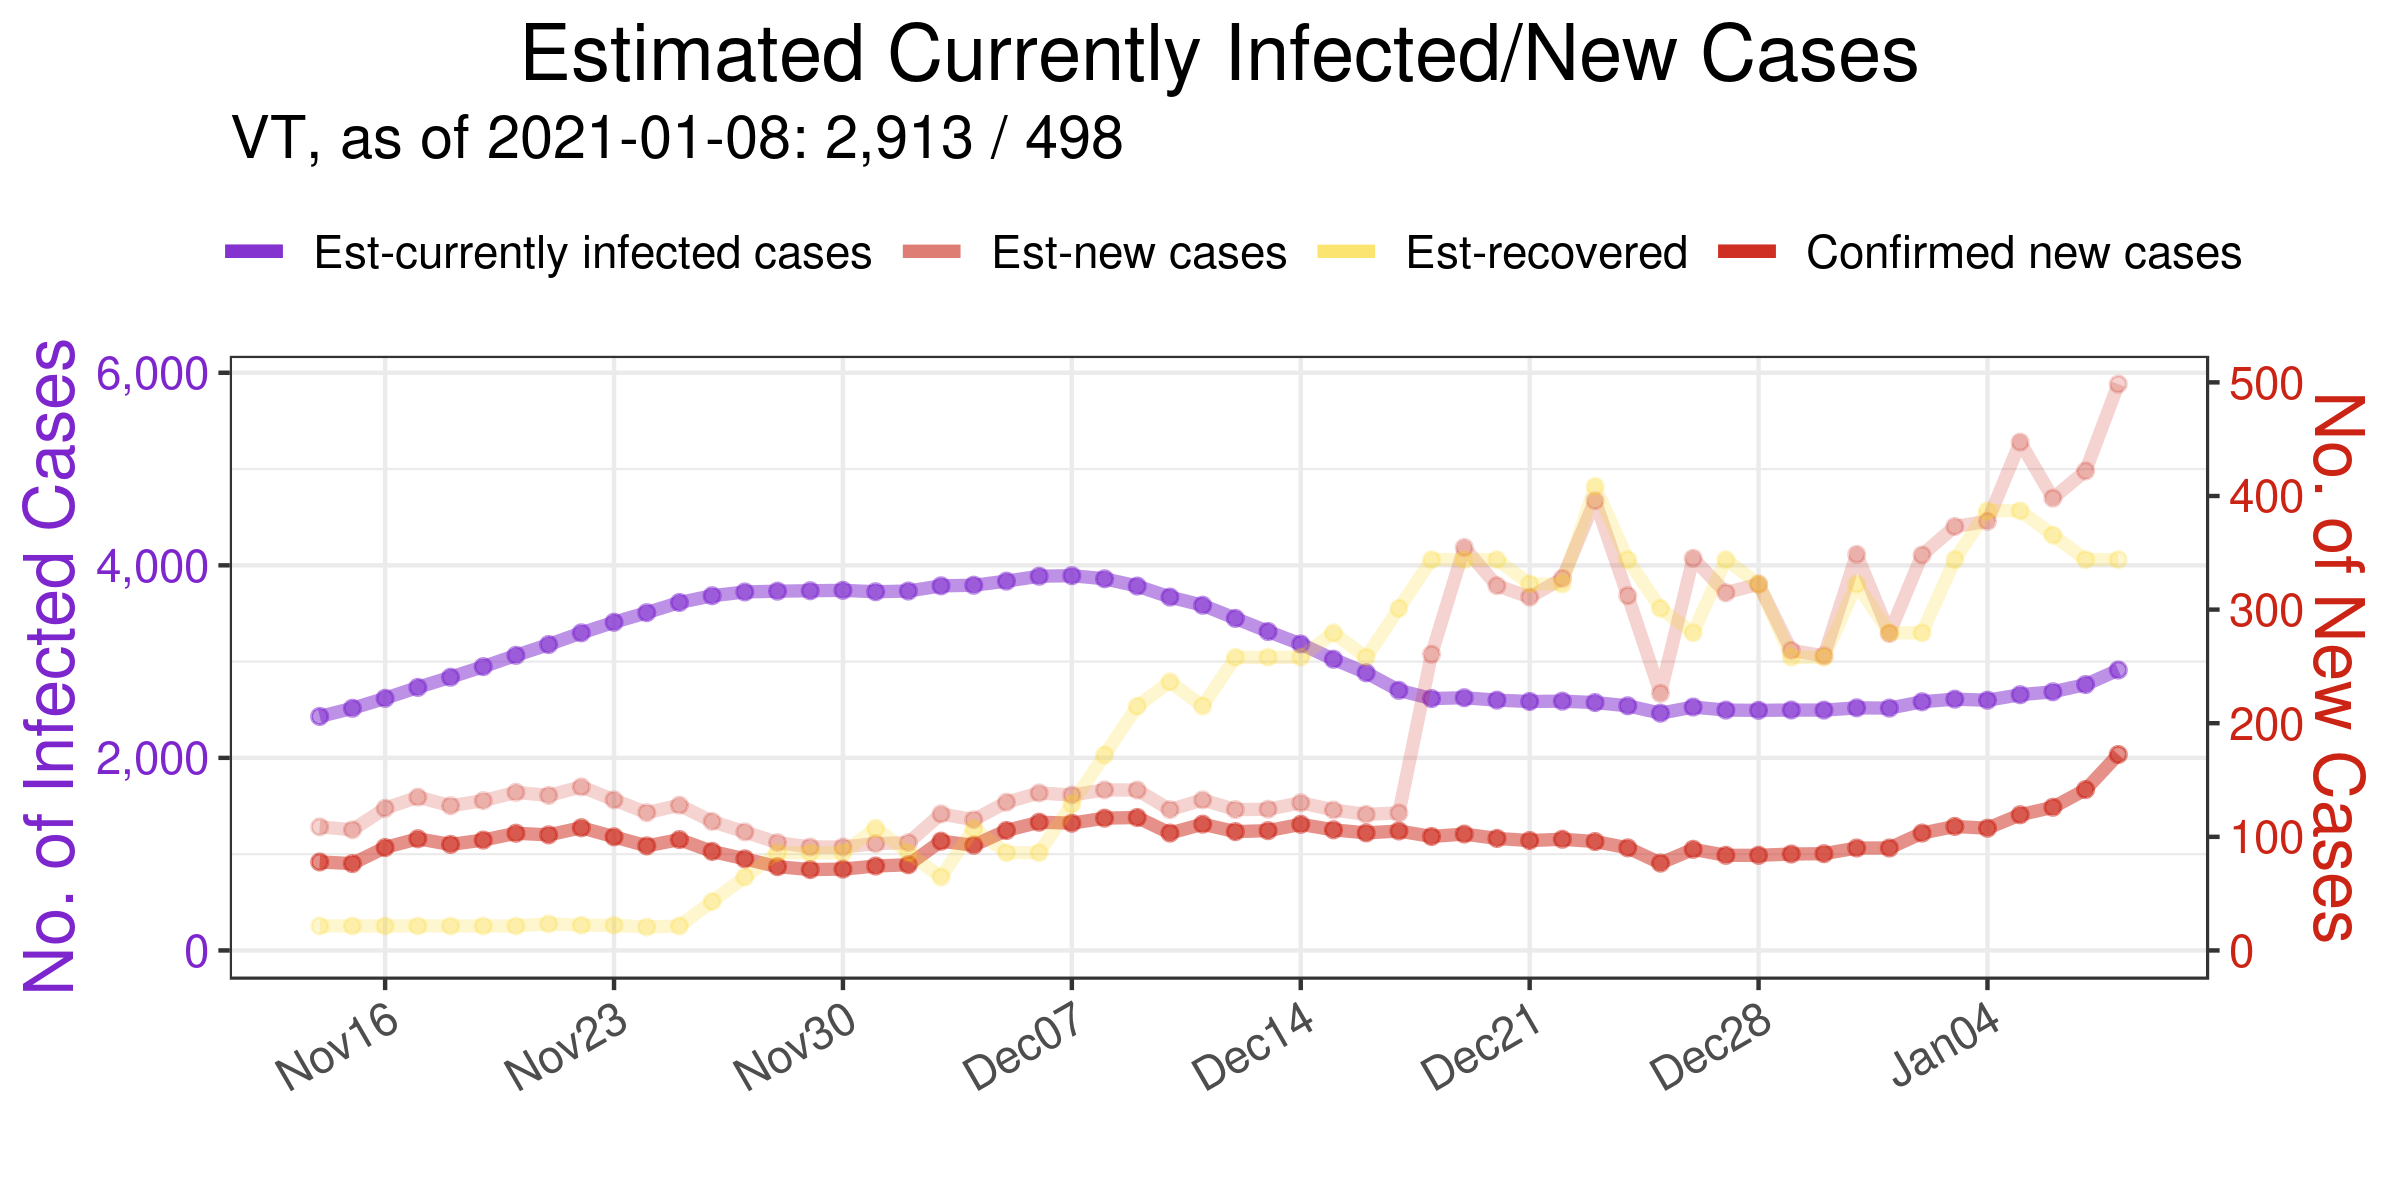 Estimated Currently Infected/New Cases
VT, as of 2021-01-08: 2,913 / 498
Est-currently infected cases Est-new cases Est-recovered Confirmed new cases
No. of Infected Cases
6,000
4,000
2,000
0
500
400
300
200
100
0
No. of New Cases
Nov16 Nov23 Nov30 Dec07 Dec14 Dec21 Dec28 Jan04